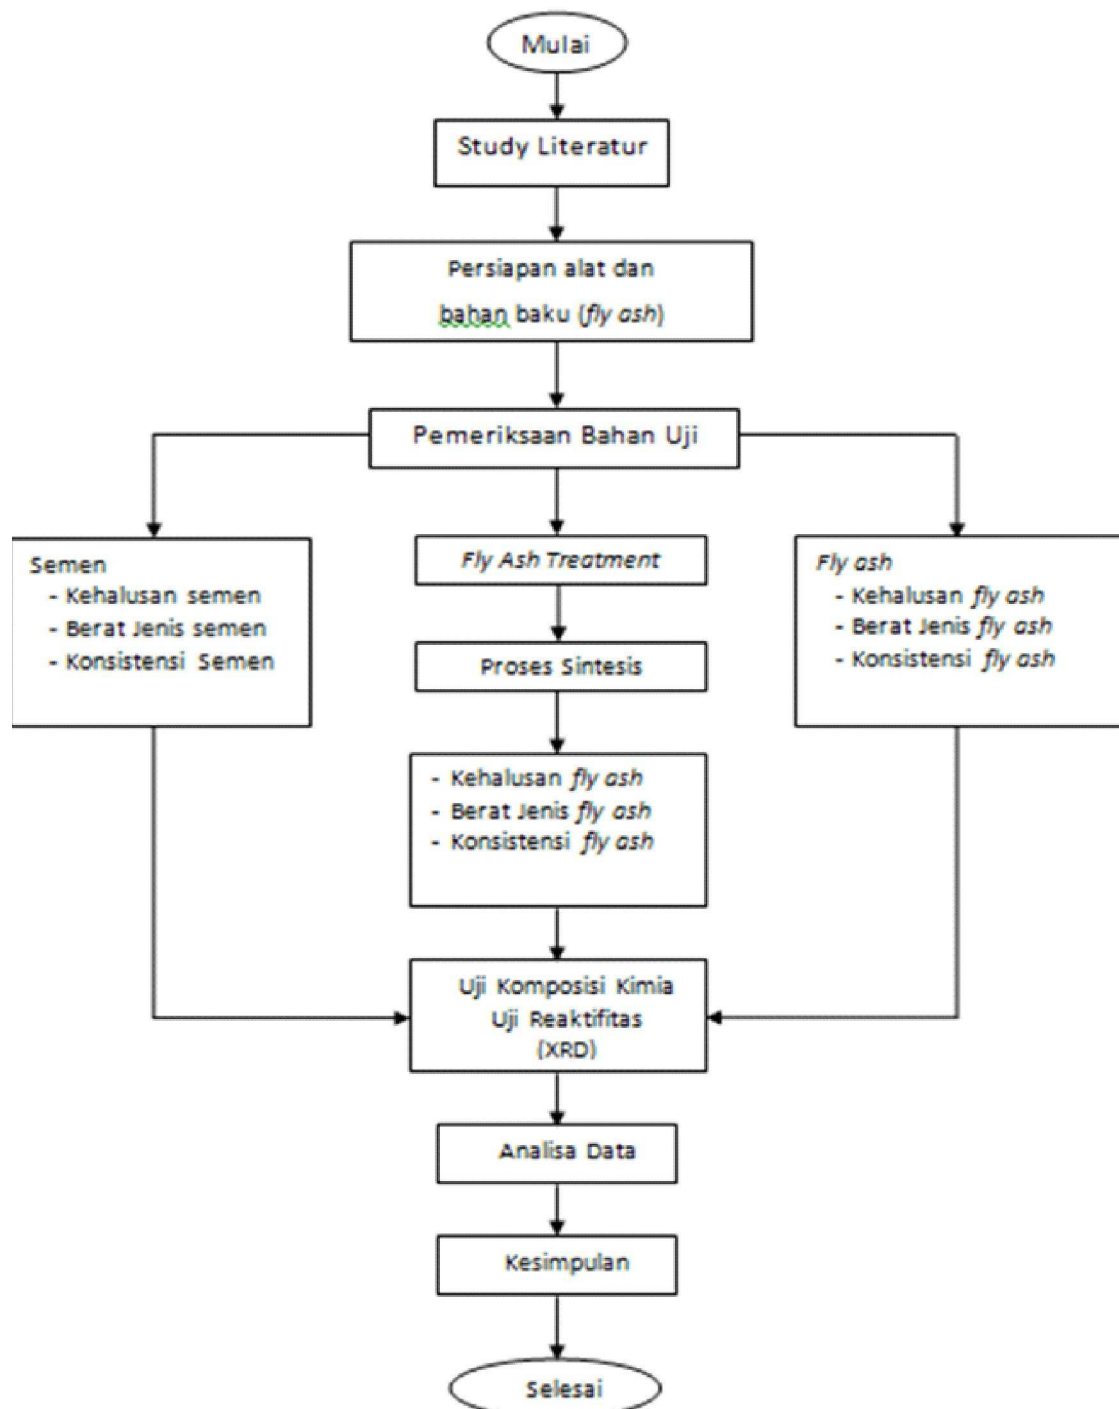 Mulai
Study Literatur
Persiapan alat dan
bahan baku (fly ash)
Pemeriksaan Bahan Uji
Semen
- Kehalusan semen
- Berat Jenis semen
- Konsistensi Semen
Fly Ash Treatment
Proses Sintesis
- Kehalusan fly ash
- Berat Jenis fly ash
- Konsistensi fly ash
Fly ash
- Kehalusan fly ash
- Berat Jenis fly ash
- Konsistensi fly ash
Uji Komposisi Kimia
Uji Reaktifitas
(XRD)
Analisa Data
Kesimpulan
Selesai